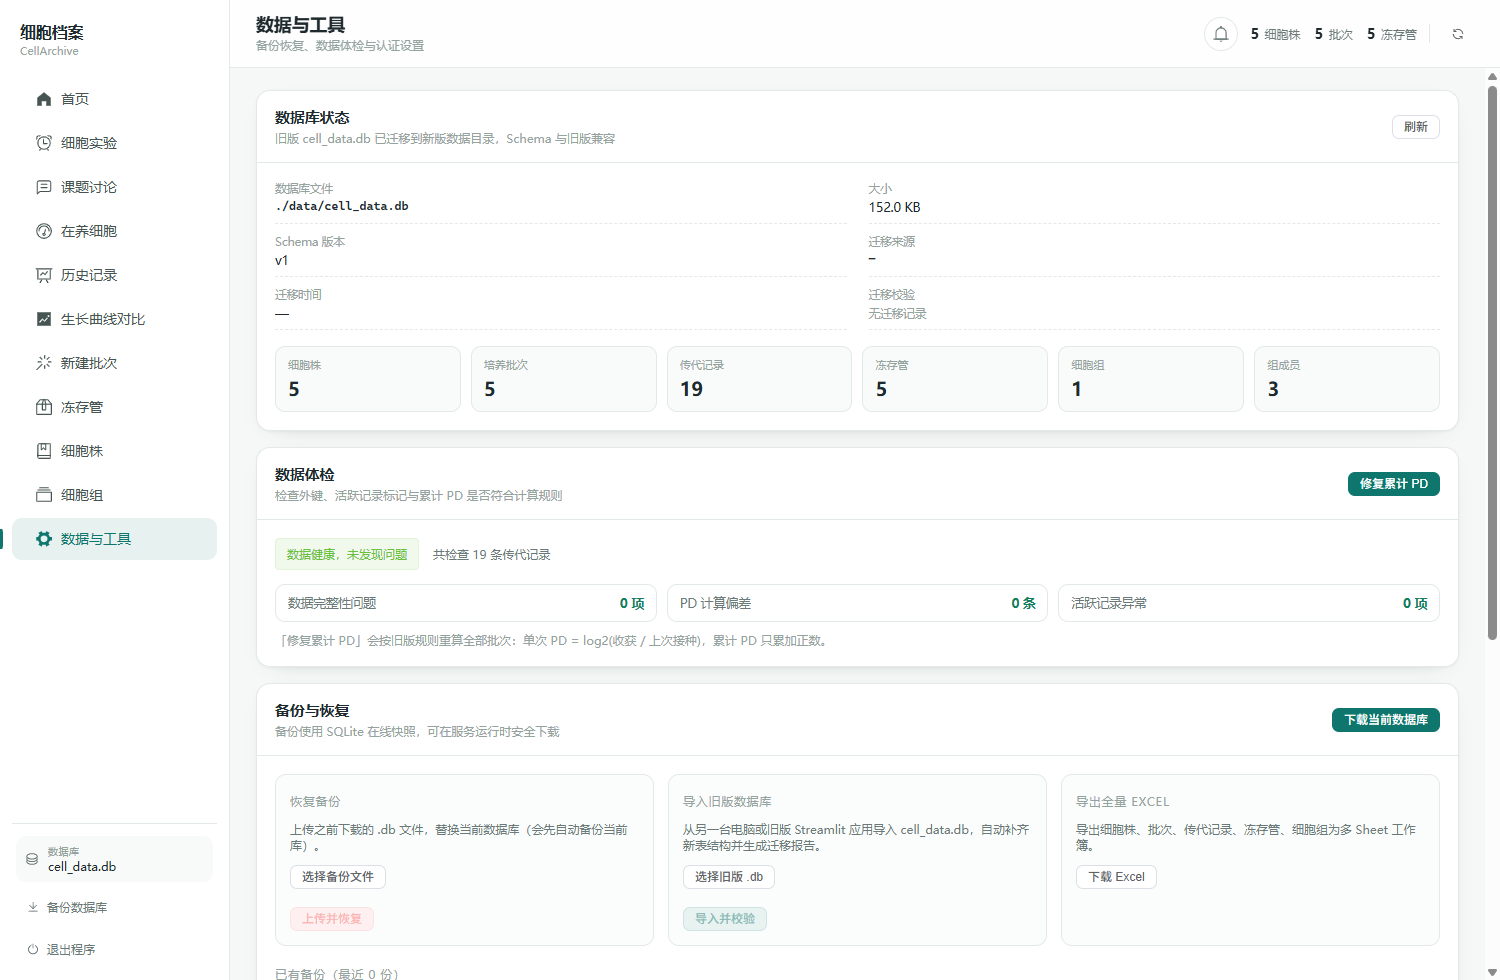 细胞档案
CellArchive
首页
细胞实验
课题讨论
在养细胞
历史记录
生长曲线对比
新建批次
冻存管
细胞株
细胞组
数据与工具
数据库
cell_data.db
备份数据库
退出程序
数据与工具
备份恢复、数据体检与认证设置
5 细胞株 5 批次 5 冻存管
数据库状态
旧版 cell_data.db 已迁移到新版数据目录，Schema 与旧版兼容
刷新
数据库文件
./data/cell_data.db
大小
152.0 KB
Schema 版本
v1
迁移来源
–
迁移时间
—
迁移校验
无迁移记录
细胞株
5
培养批次
5
传代记录
19
冻存管
5
细胞组
1
组成员
3
数据体检
检查外键、活跃记录标记与累计 PD 是否符合计算规则
修复累计 PD
数据健康，未发现问题 共检查 19 条传代记录
数据完整性问题 0 项
PD 计算偏差 0 条
活跃记录异常 0 项
「修复累计 PD」会按旧版规则重算全部批次：单次 PD = log2(收获 / 上次接种)，累计 PD 只累加正数。
备份与恢复
备份使用 SQLite 在线快照，可在服务运行时安全下载
下载当前数据库
恢复备份
上传之前下载的 .db 文件，替换当前数据库（会先自动备份当前
库）。
选择备份文件
上传并恢复
导入旧版数据库
从另一台电脑或旧版 Streamlit 应用导入 cell_data.db，自动补齐
新表结构并生成迁移报告。
选择旧版 .db
导入并校验
导出全量 EXCEL
导出细胞株、批次、传代记录、冻存管、细胞组为多 Sheet 工作
簿。
下载 Excel
已有备份（最近 0 份）